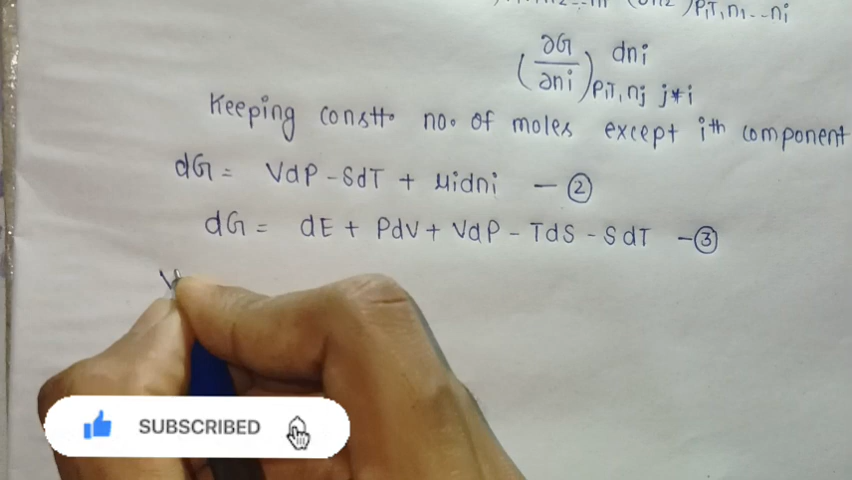 P,T,n1...ni
(∂G/∂ni)P,T,nj j*i dni
Keeping constt. no. of moles except ith component
dG = VdP - SdT + μidni — ②
dG = dE + PdV + VdP - TdS - SdT - ③
SUBSCRIBED